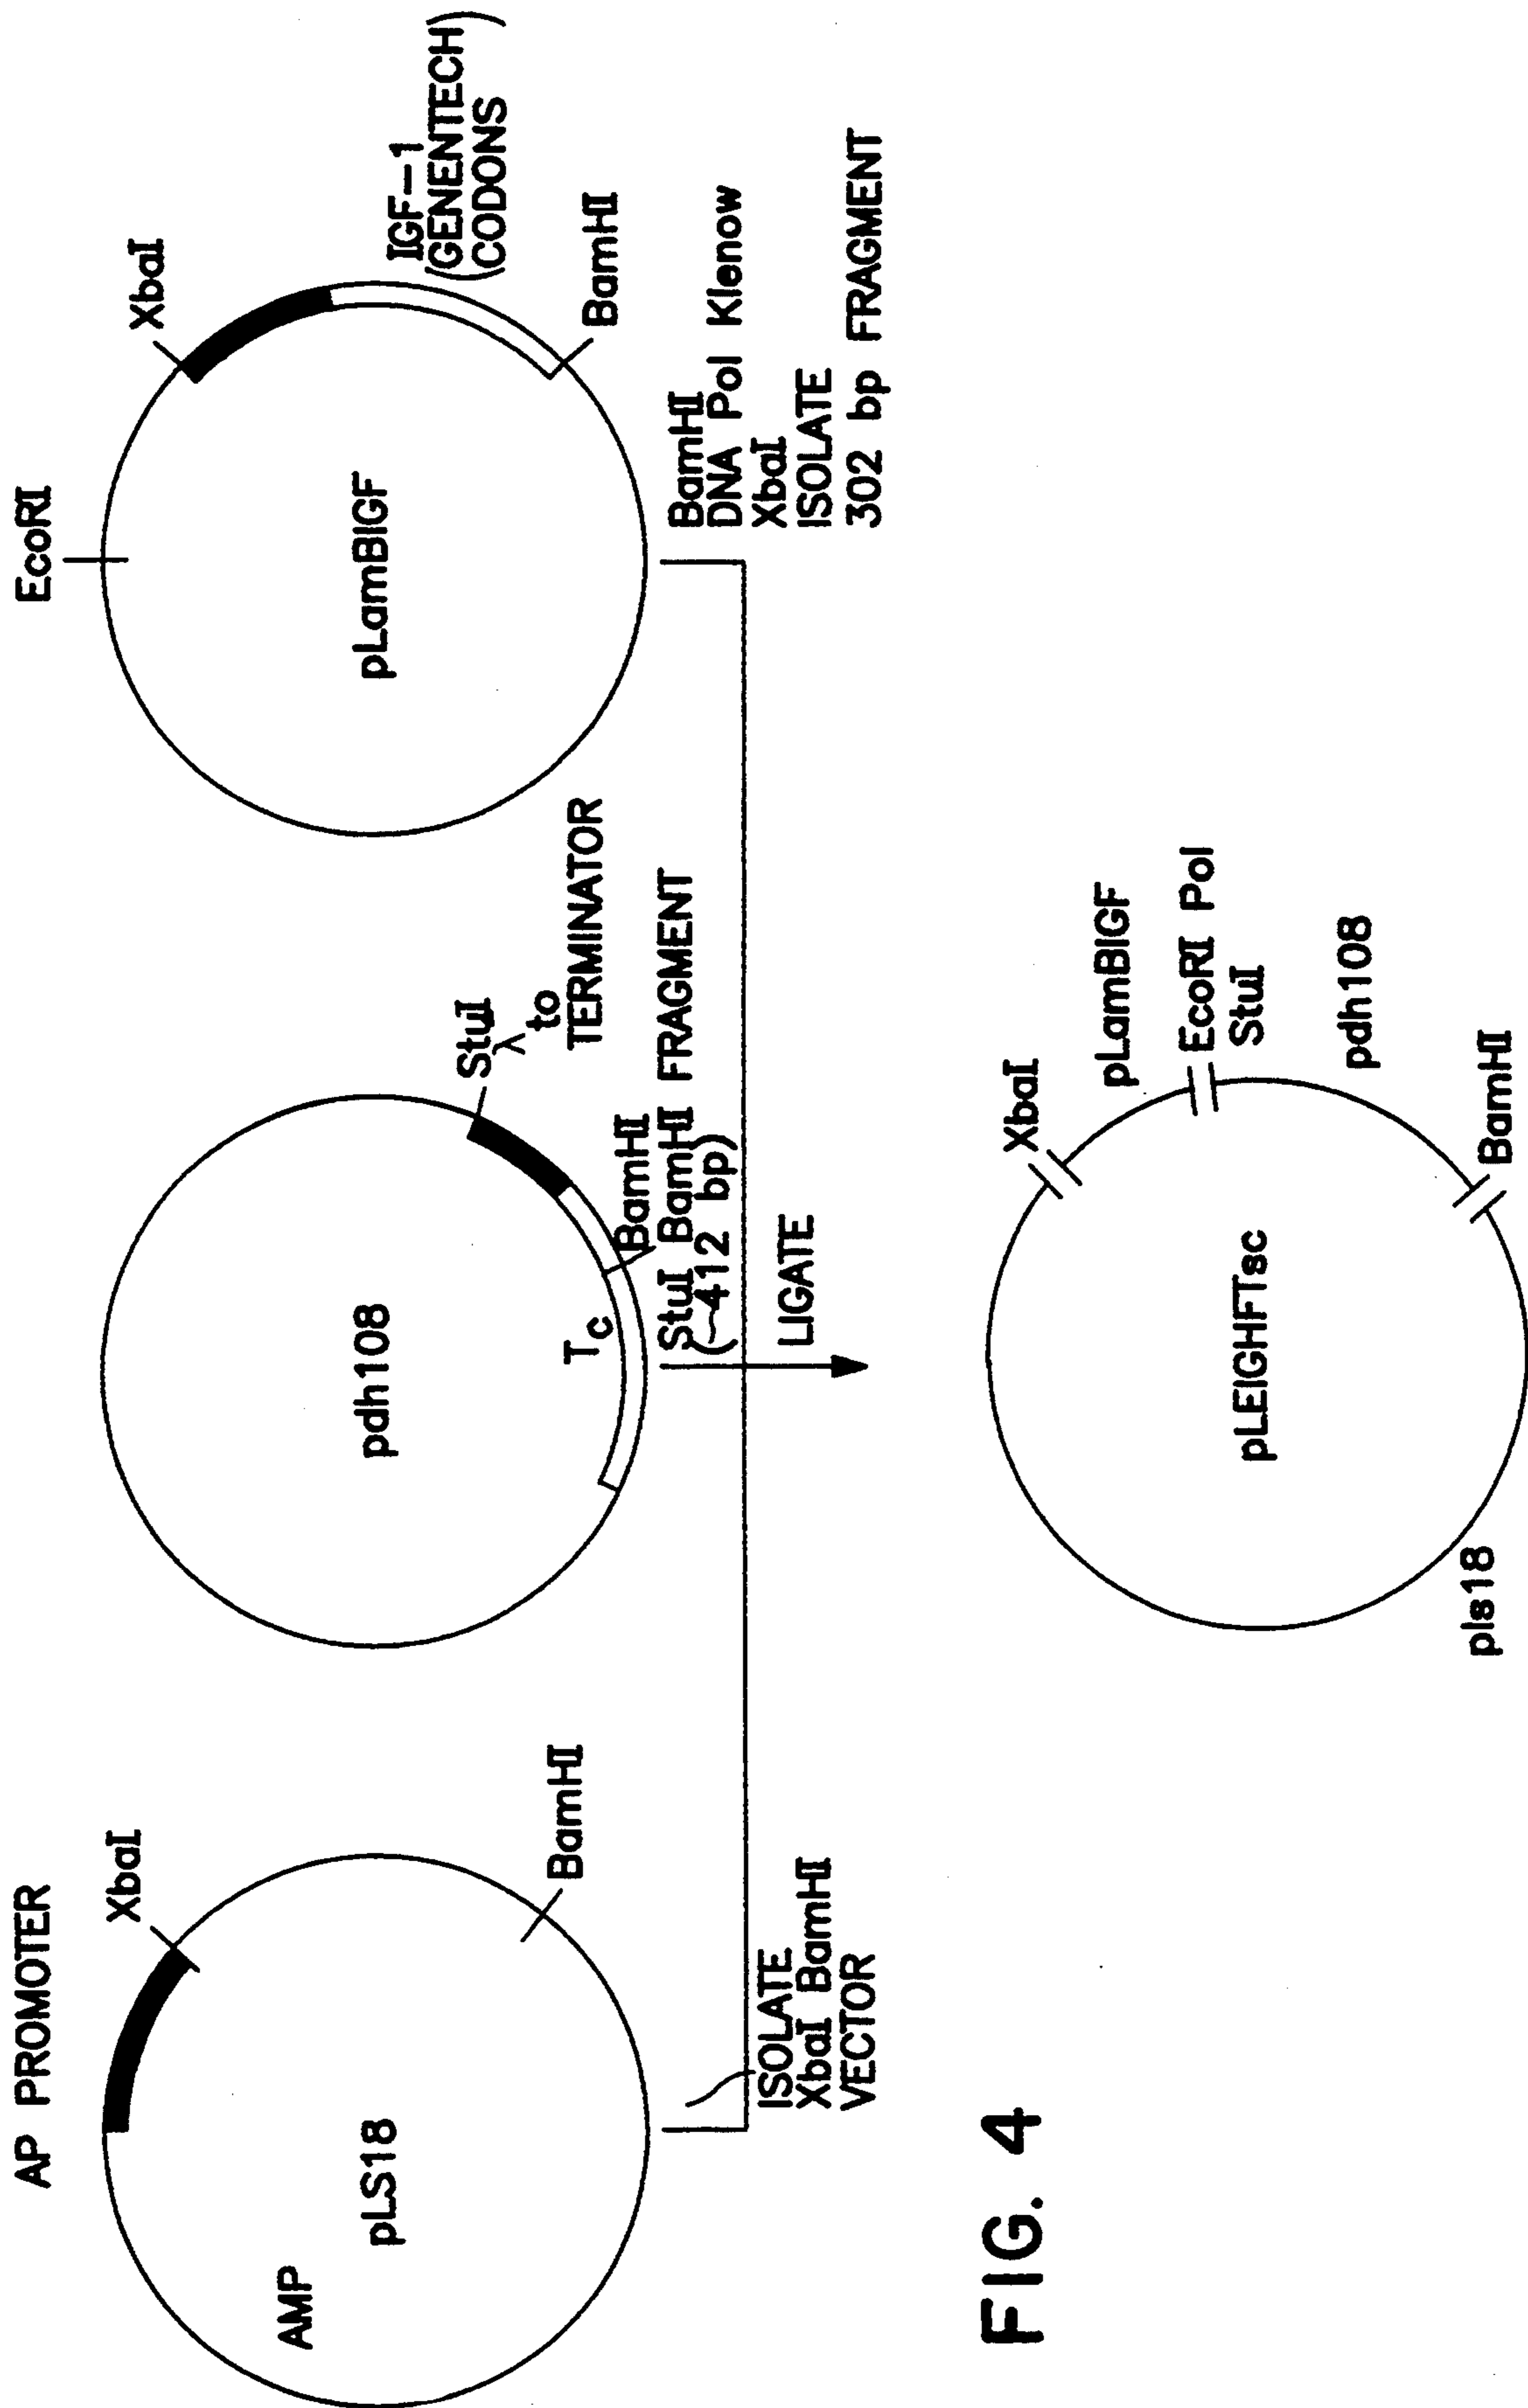 AP PROMOTER
XbaI
AMP
pLS18
BamHI
ISOLATE
XbaI BamHI
VECTOR
pdh108
StuI
λ to
TERMINATOR
Tc
BamHI
StuI BamHI FRAGMENT
(~412 bp)
LIGATE
EcoRI
XbaI
pLamBIGF
IGF-1
(GENENTECH)
(CODONS)
BamHI
BamHI
DNA Pol Klenow
XbaI
ISOLATE
302 bp FRAGMENT
XbaI
pLamBIGF
EcoRI Pol
StuI
pdh108
pLEIGHFTsc
BamHI
pls18
FIG. 4